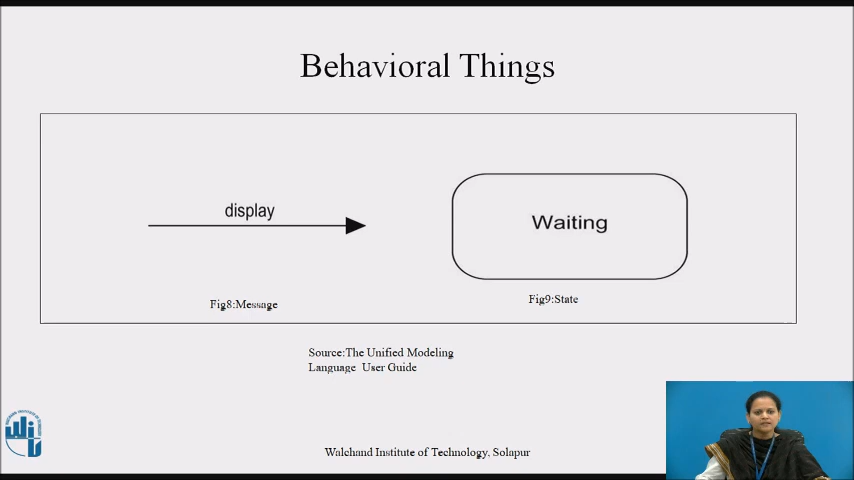 Behavioral Things
display
Waiting
Fig8:Message
Fig9:State
Source:The Unified Modeling
Language User Guide
Walchand Institute of Technology, Solapur